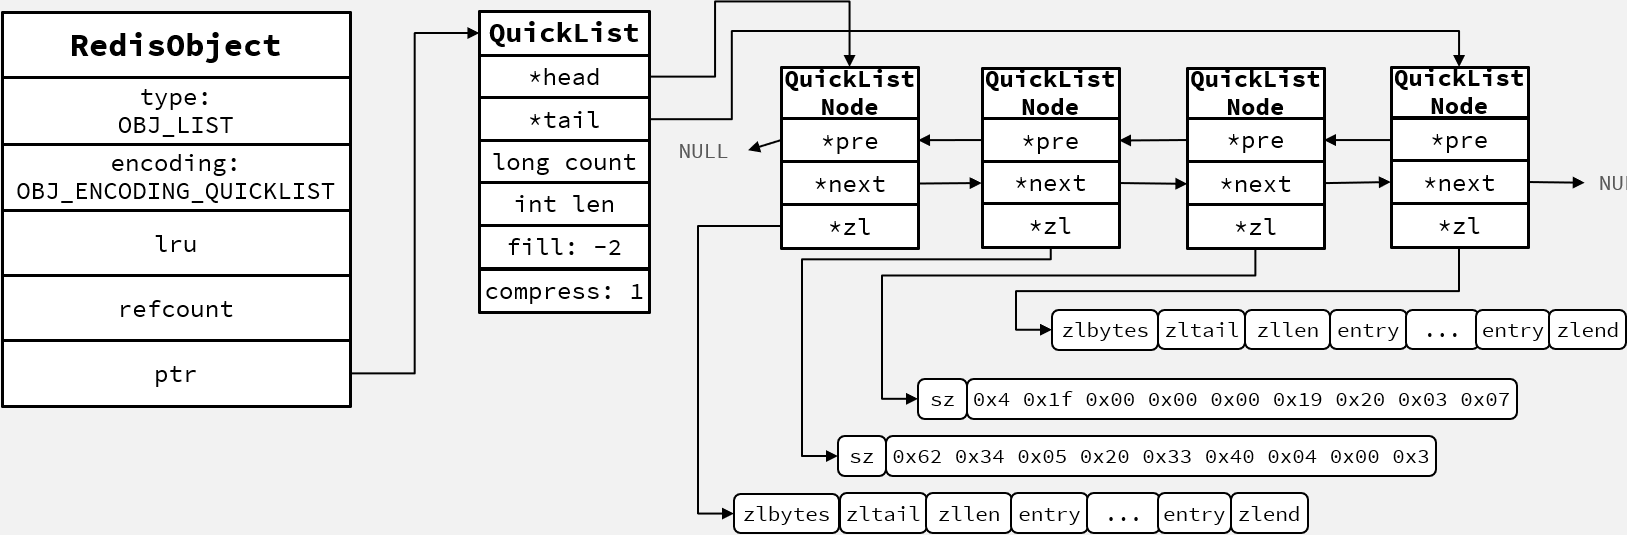 RedisObject
type:
OBJ_LIST
encoding:
OBJ_ENCODING_QUICKLIST
lru
refcount
ptr
QuickList
*head
*tail
long count
int len
fill: -2
compress: 1
NULL
QuickList
Node
*pre
*next
*zl
QuickList
Node
*pre
*next
*zl
QuickList
Node
*pre
*next
*zl
QuickList
Node
*pre
*next
*zl
zlbytes zltail zllen entry ... entry zlend
sz 0x4 0x1f 0x00 0x00 0x00 0x19 0x20 0x03 0x07
sz 0x62 0x34 0x05 0x20 0x33 0x40 0x04 0x00 0x3
zlbytes zltail zllen entry ... entry zlend